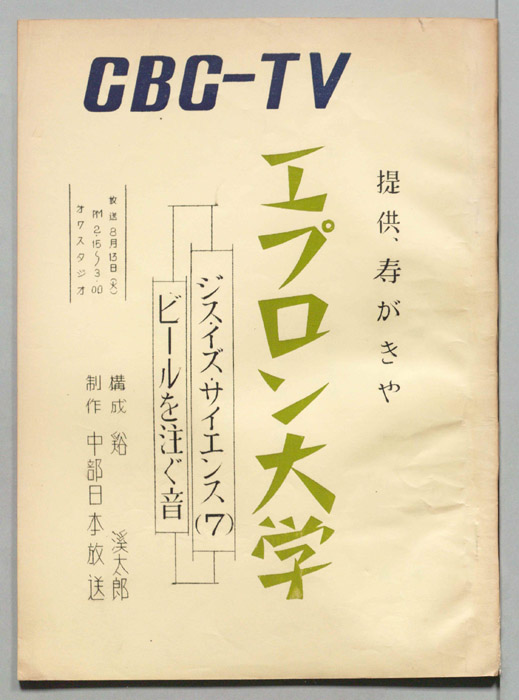 CBC-TV
提供、寿がきや
エプロン大学
ジス・イズ・サイエンス(7)
ビールを注ぐ音
放送8月13日(火)
PM 2.15〜3.00
オワスタジオ
構成 谿 溪太郎
制作 中部日本放送